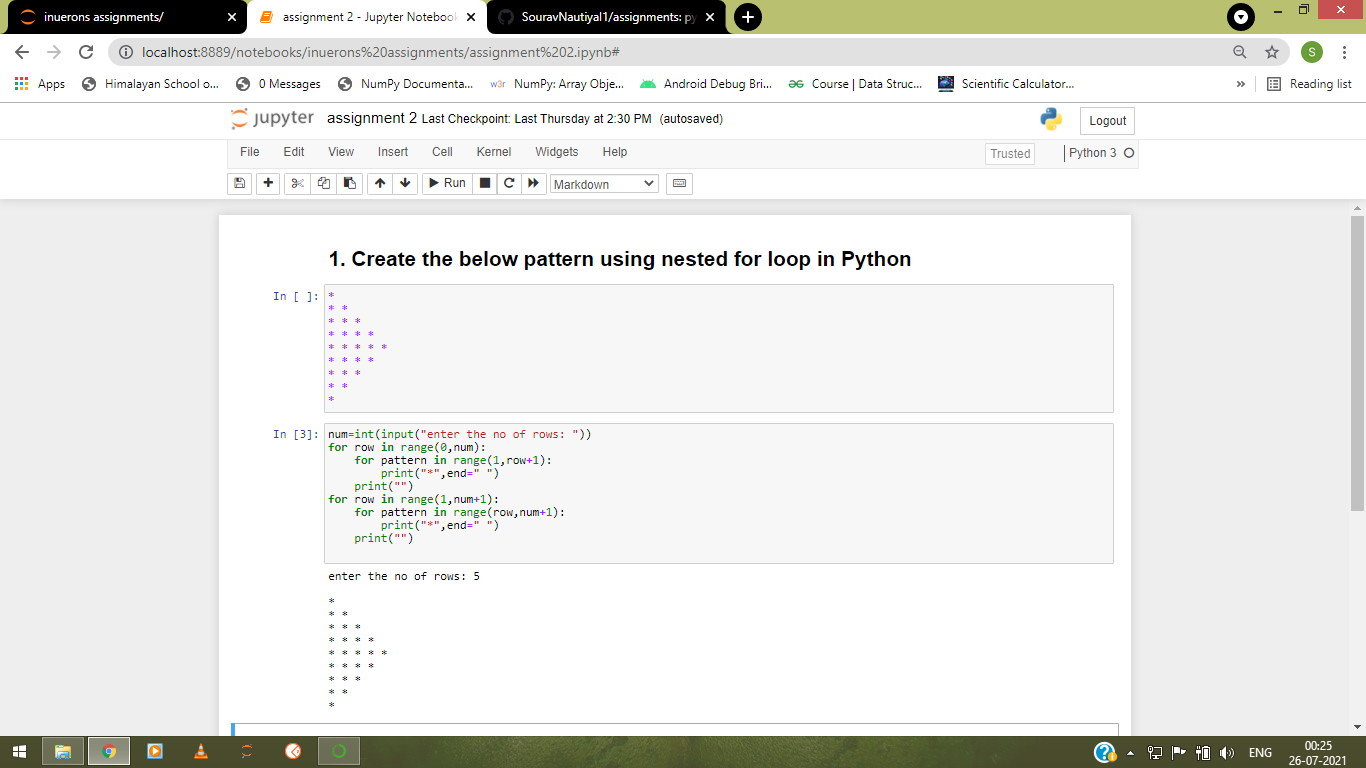 inuerons assignments/
assignment 2 - Jupyter Notebook
SouravNautiyal1/assignments: py
localhost:8889/notebooks/inuerons%20assignments/assignment%202.ipynb#
S
Apps
Himalayan School o...
0 Messages
NumPy Documenta...
w3r NumPy: Array Obje...
Android Debug Bri...
Course | Data Struc...
Scientific Calculator...
»
Reading list
jupyter
assignment 2 Last Checkpoint: Last Thursday at 2:30 PM (autosaved)
Logout
File Edit View Insert Cell Kernel Widgets Help
Trusted
Python 3
Run
Markdown
1. Create the below pattern using nested for loop in Python
In [ ]:
*
* *
* * *
* * * *
* * * * *
* * * *
* * *
* *
*
In [3]:
num=int(input("enter the no of rows: "))
for row in range(0,num):
    for pattern in range(1,row+1):
        print("*",end=" ")
    print("")
for row in range(1,num+1):
    for pattern in range(row,num+1):
        print("*",end=" ")
    print("")
enter the no of rows: 5
*
* *
* * *
* * * *
* * * * *
* * * *
* * *
* *
*
ENG
00:25
26-07-2021